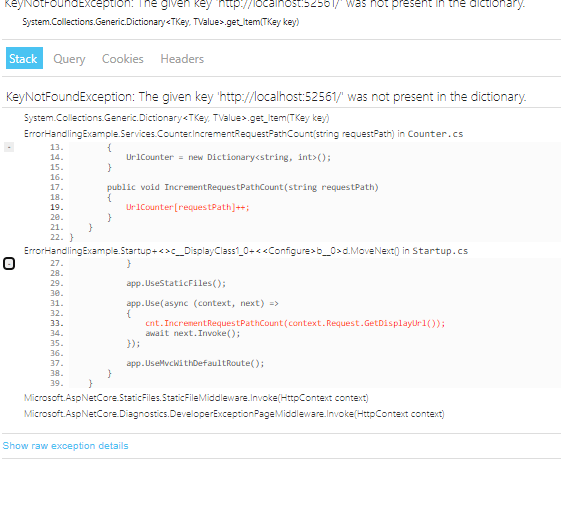 KeyNotFoundException: The given key 'http://localhost:52561/' was not present in the dictionary.
System.Collections.Generic.Dictionary<TKey, TValue>.get_Item(TKey key)
Stack Query Cookies Headers
KeyNotFoundException: The given key 'http://localhost:52561/' was not present in the dictionary.
System.Collections.Generic.Dictionary<TKey, TValue>.get_Item(TKey key)
ErrorHandlingExample.Services.Counter.IncrementRequestPathCount(string requestPath) in Counter.cs
13. {
14. UrlCounter = new Dictionary<string, int>();
15. }
16.
17. public void IncrementRequestPathCount(string requestPath)
18. {
19. UrlCounter[requestPath]++;
20. }
21. }
22. }
ErrorHandlingExample.Startup+<>c__DisplayClass1_0+<<Configure>b__0>d.MoveNext() in Startup.cs
27. }
28.
29. app.UseStaticFiles();
30.
31. app.Use(async (context, next) =>
32. {
33. cnt.IncrementRequestPathCount(context.Request.GetDisplayUrl());
34. await next.Invoke();
35. });
36.
37. app.UseMvcWithDefaultRoute();
38. }
39. }
Microsoft.AspNetCore.StaticFiles.StaticFileMiddleware.Invoke(HttpContext context)
Microsoft.AspNetCore.Diagnostics.DeveloperExceptionPageMiddleware.Invoke(HttpContext context)
Show raw exception details